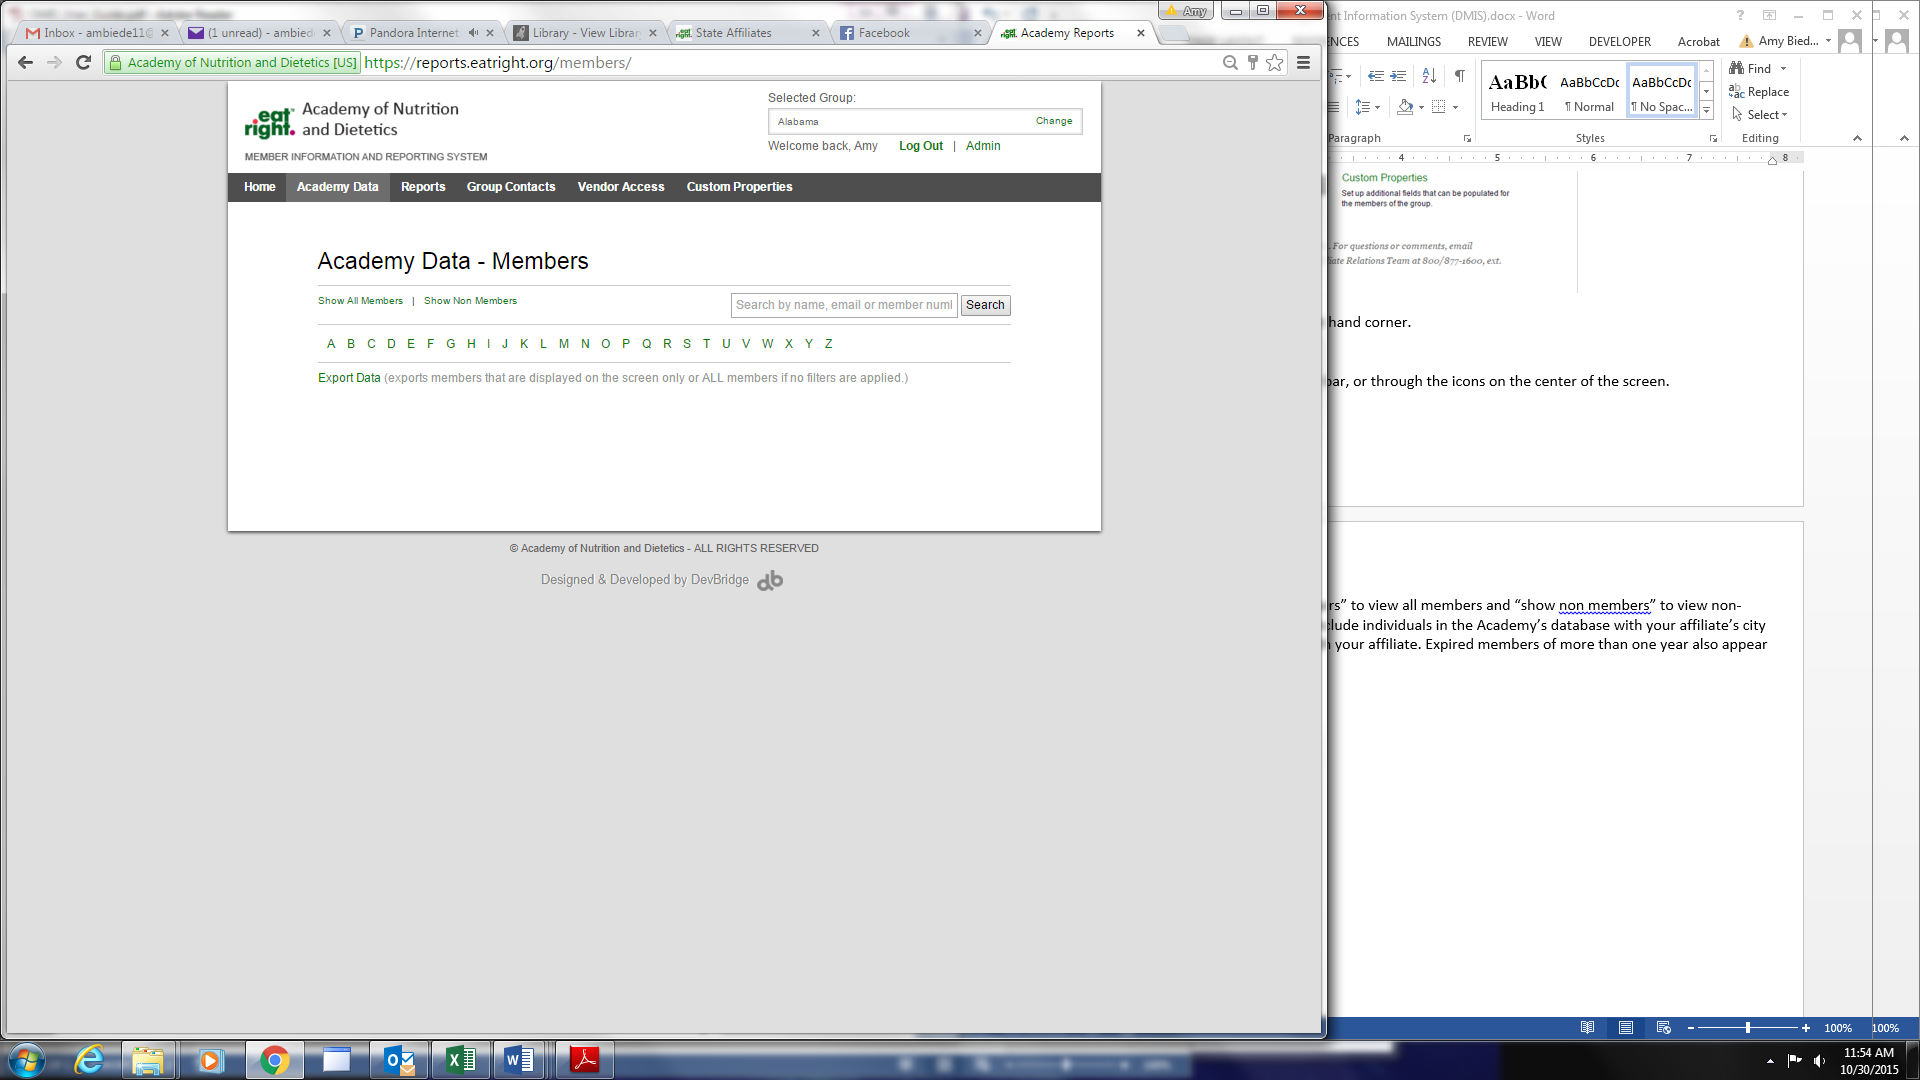 Inbox - ambiede11@
(1 unread) - ambied
Pandora Internet
Library - View Librar
State Affiliates
Facebook
Academy Reports
Amy
Academy of Nutrition and Dietetics [US]
https://reports.eatright.org/members/
eat right.
Academy of Nutrition
and Dietetics
MEMBER INFORMATION AND REPORTING SYSTEM
Selected Group:
Alabama
Change
Welcome back, Amy Log Out | Admin
Home Academy Data Reports Group Contacts Vendor Access Custom Properties
Academy Data - Members
Show All Members | Show Non Members
Search by name, email or member numl
Search
A B C D E F G H I J K L M N O P Q R S T U V W X Y Z
Export Data (exports members that are displayed on the screen only or ALL members if no filters are applied.)
© Academy of Nutrition and Dietetics - ALL RIGHTS RESERVED
Designed & Developed by DevBridge db
nt Information System (DMIS).docx - Word
ENCES MAILINGS REVIEW VIEW DEVELOPER Acrobat Amy Bied...
AaBb( AaBbCcDc AaBbCcDc
Heading 1 ¶ Normal ¶ No Spac...
Find
Replace
Select
Paragraph Styles Editing
4 5 6 7 8
Custom Properties
Set up additional fields that can be populated for
the members of the group.
. For questions or comments, email
iate Relations Team at 800/877-1600, ext.
hand corner.
bar, or through the icons on the center of the screen.
rs” to view all members and “show non members” to view non-
clude individuals in the Academy’s database with your affiliate’s city
your affiliate. Expired members of more than one year also appear
100% 100%
11:54 AM
10/30/2015